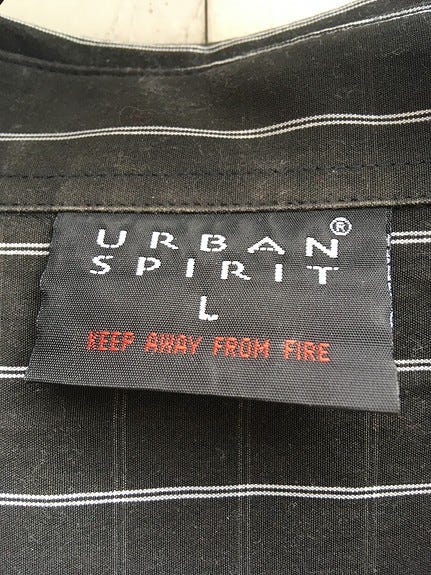 URBAN®
SPIRIT
L
KEEP AWAY FROM FIRE